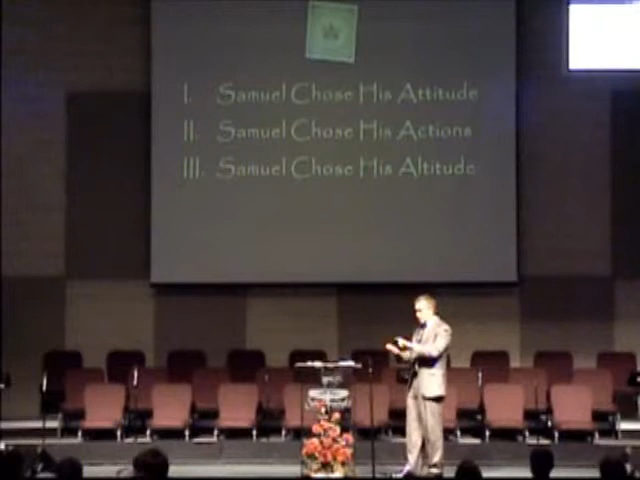 I. Samuel Chose His Attitude
II. Samuel Chose His Actions
III. Samuel Chose His Altitude